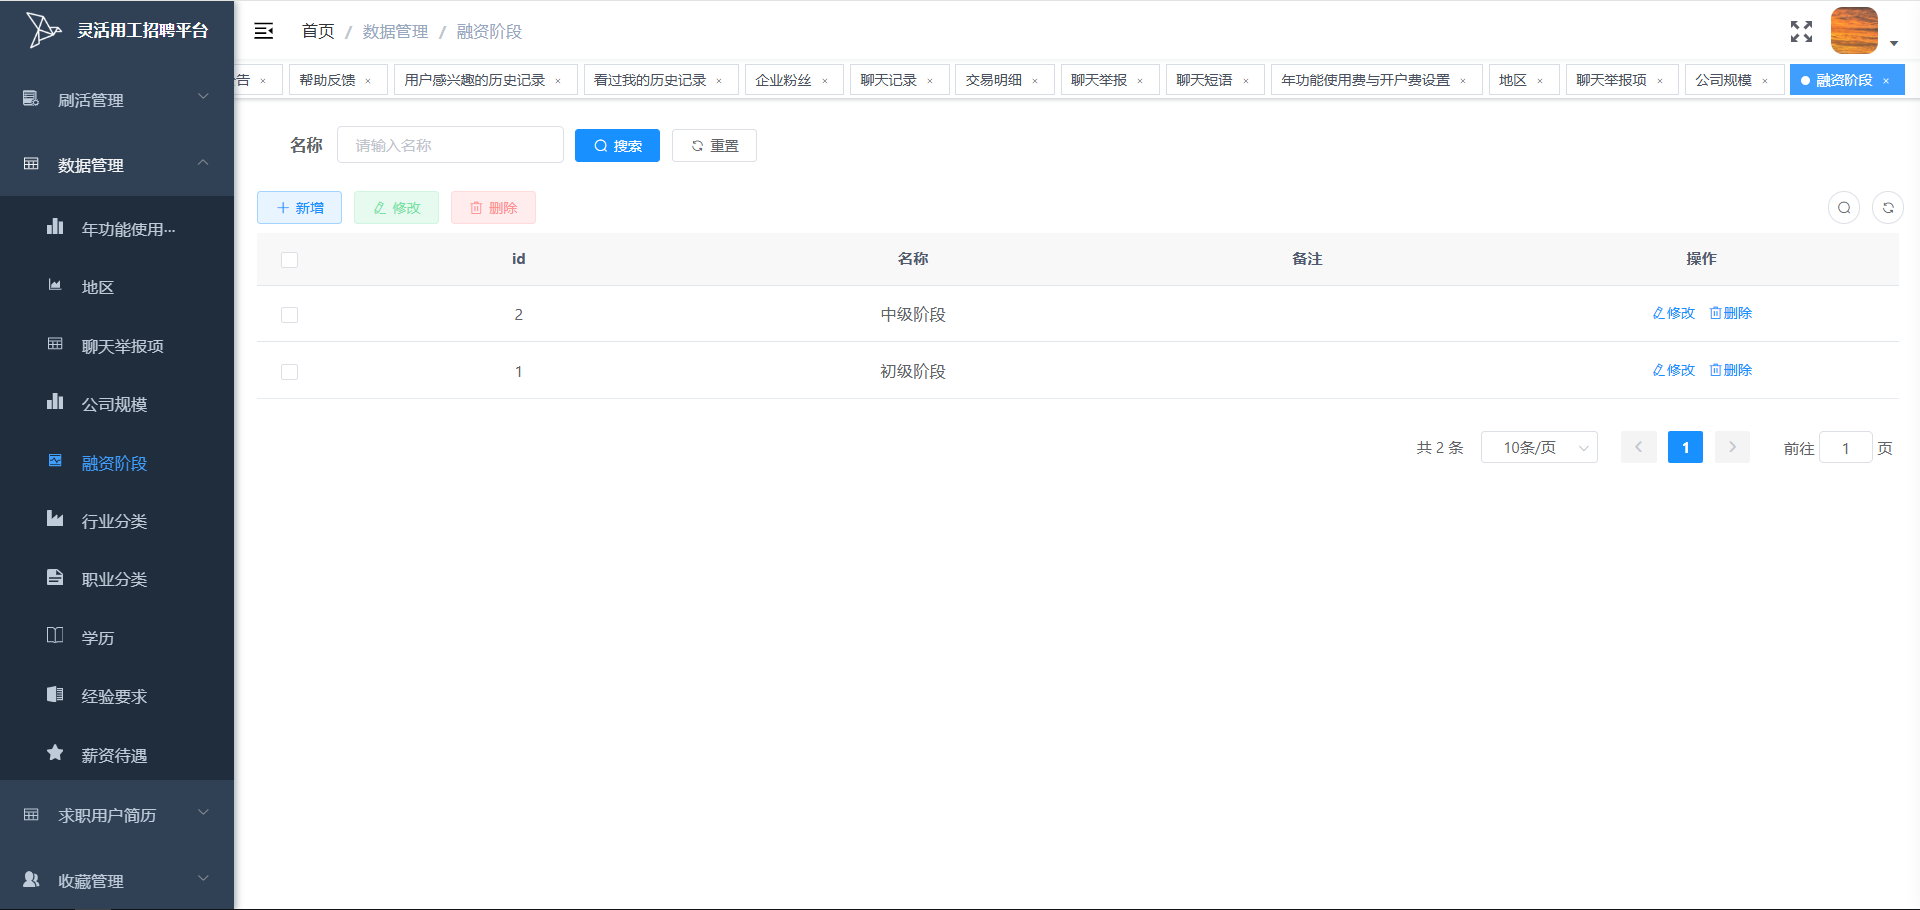 灵活用工招聘平台
首页 / 数据管理 / 融资阶段
告 × 帮助反馈 × 用户感兴趣的历史记录 × 看过我的历史记录 × 企业粉丝 × 聊天记录 × 交易明细 × 聊天举报 × 聊天短语 × 年功能使用费与开户费设置 × 地区 × 聊天举报项 × 公司规模 × 融资阶段 ×
刷活管理
数据管理
年功能使用...
地区
聊天举报项
公司规模
融资阶段
行业分类
职业分类
学历
经验要求
薪资待遇
求职用户简历
收藏管理
名称 请输入名称 搜索 重置
新增 修改 删除
id 名称 备注 操作
2 中级阶段 修改 删除
1 初级阶段 修改 删除
共 2 条 10条/页 1 前往 1 页